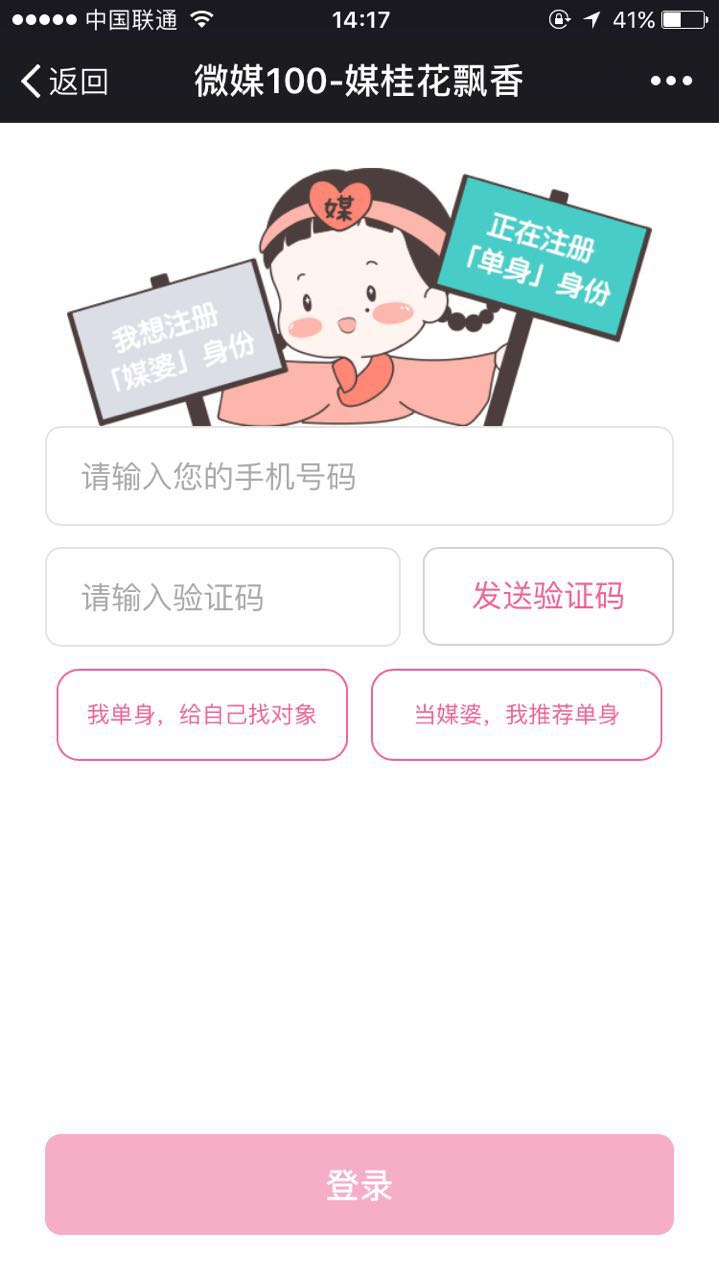 中国联通
14:17
41%
返回
微媒100-媒桂花飘香
媒
正在注册
「单身」身份
我想注册
「媒婆」身份
请输入您的手机号码
请输入验证码
发送验证码
我单身，给自己找对象
当媒婆，我推荐单身
登录